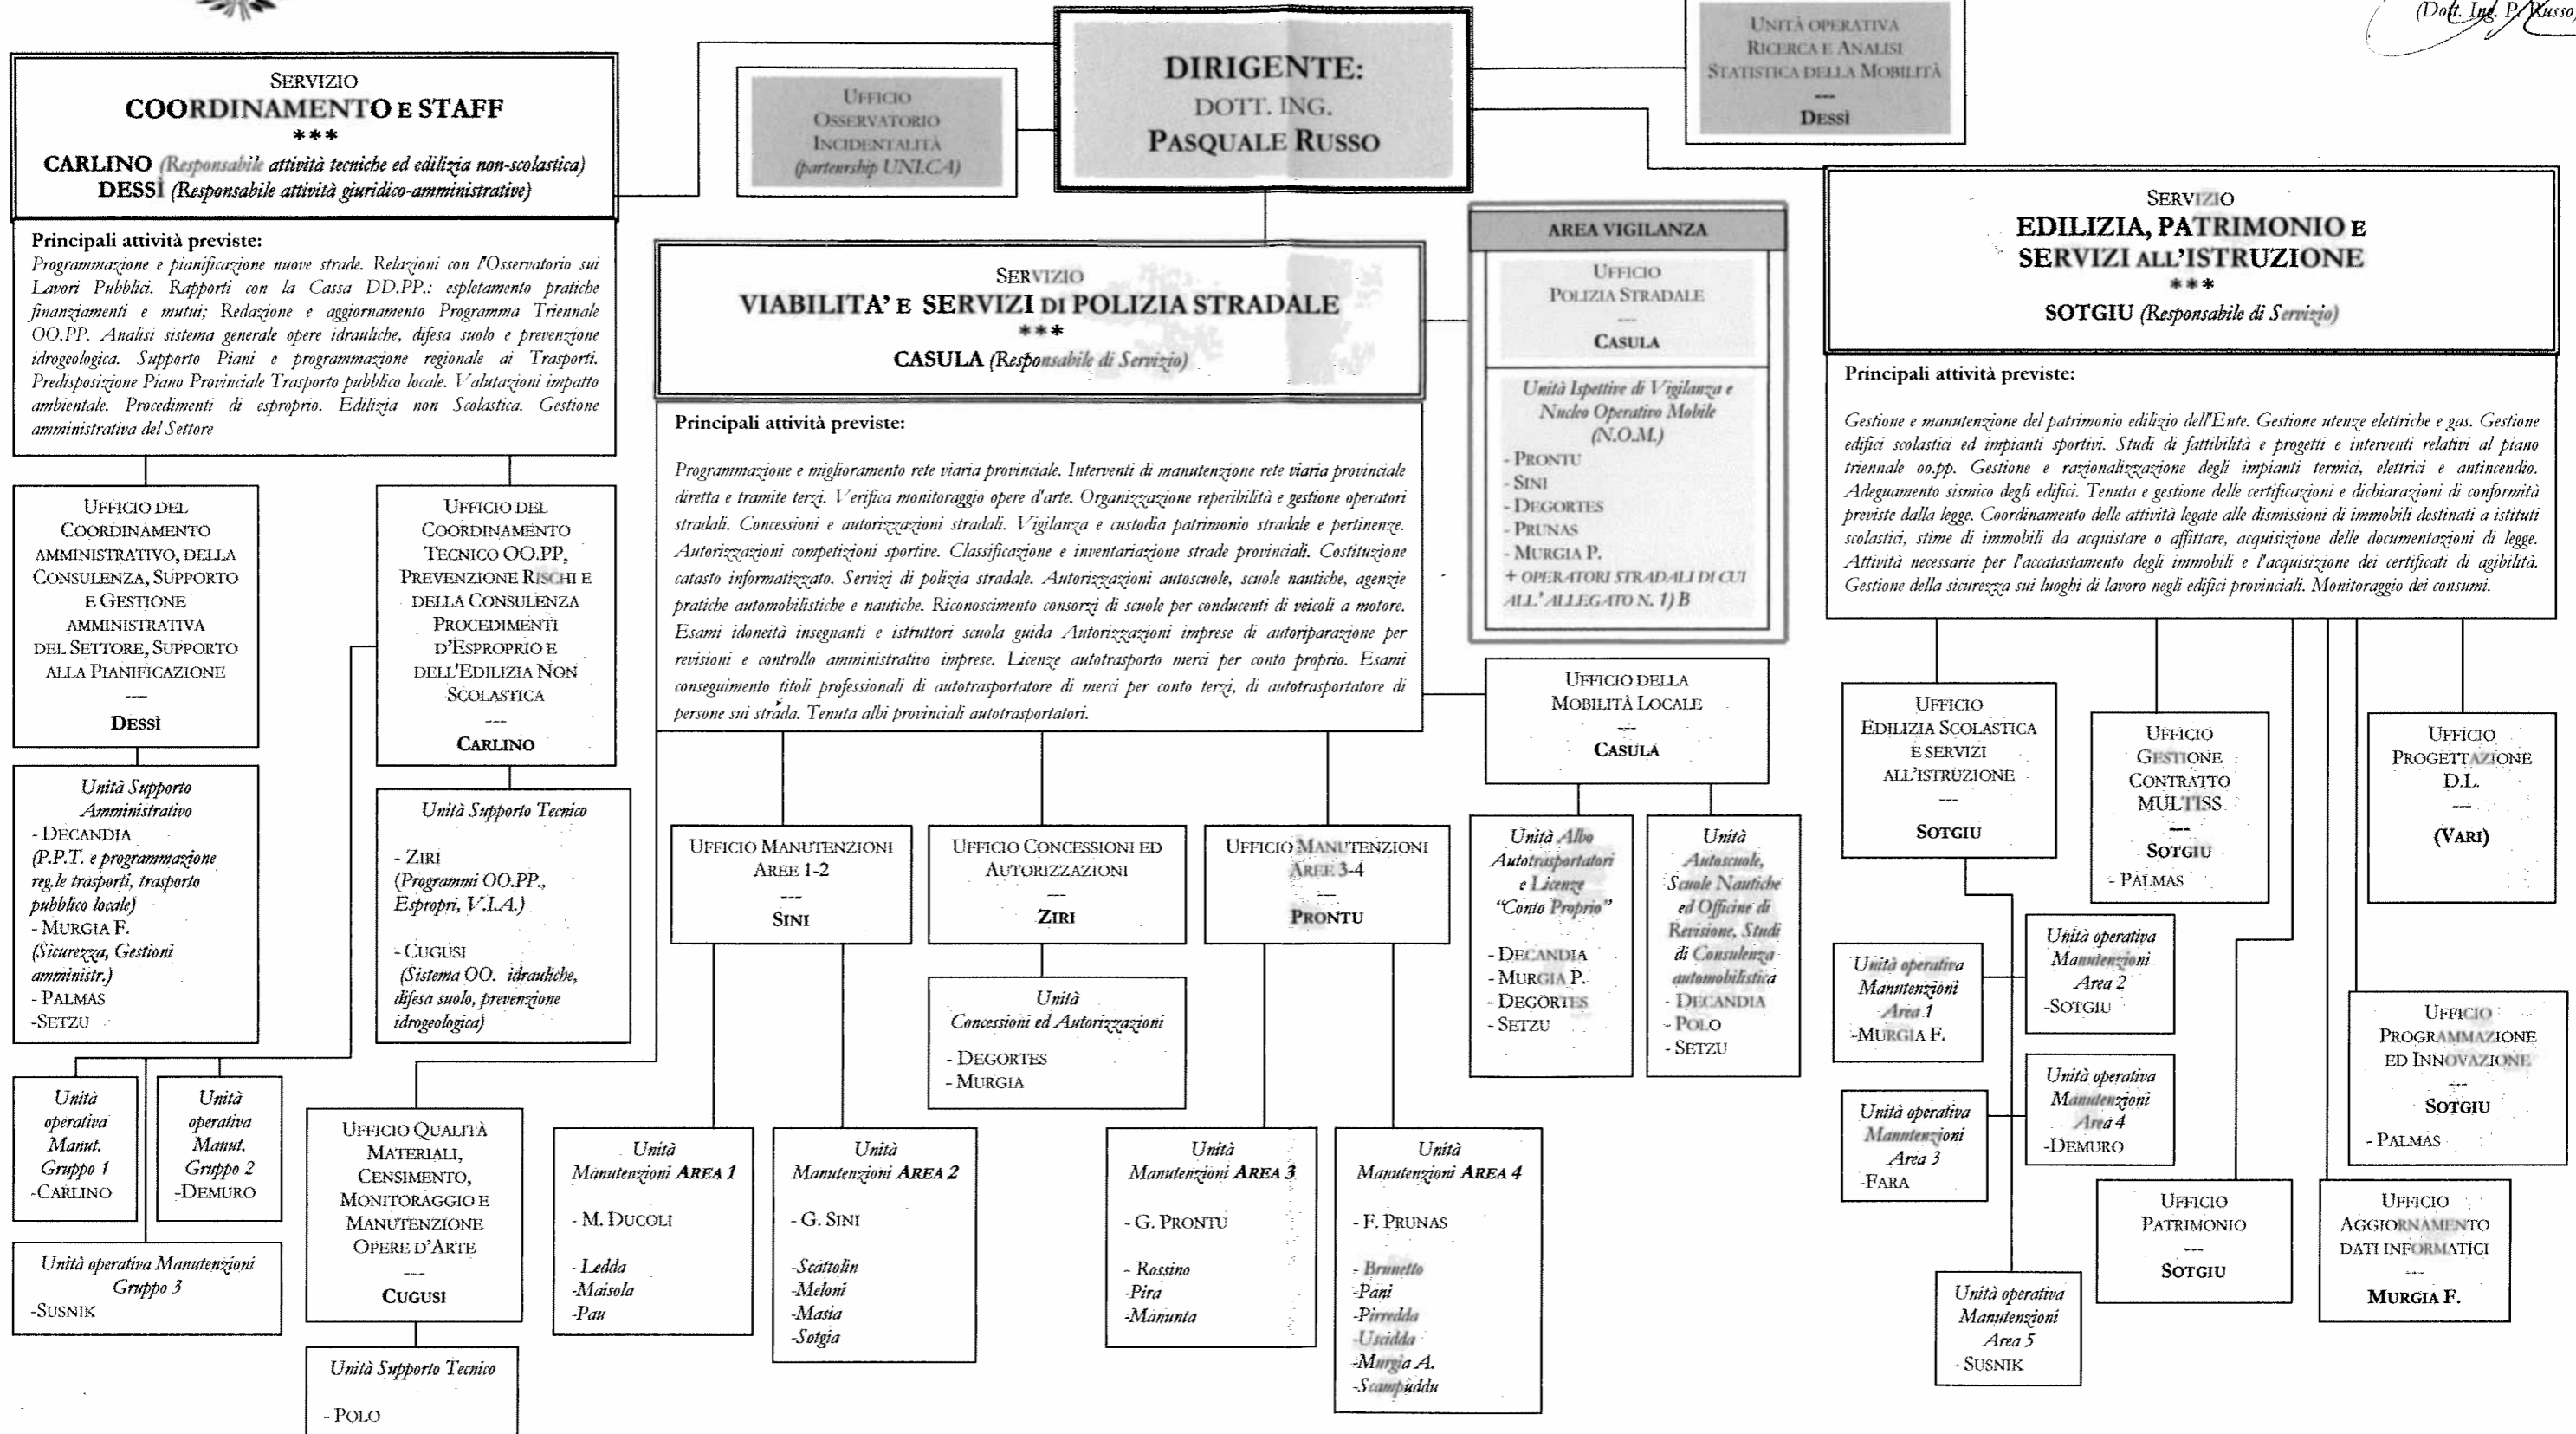 (Dott. Ing. P. Russo)
DIRIGENTE:
DOTT. ING.
PASQUALE RUSSO
UFFICIO
OSSERVATORIO
INCIDENTALITÀ
(partenrship UNI.CA)
UNITÀ OPERATIVA
RICERCA E ANALISI
STATISTICA DELLA MOBILITÀ
---
DESSÌ
SERVIZIO
COORDINAMENTO E STAFF
***
CARLINO (Responsabile attività tecniche ed edilizia non-scolastica)
DESSÌ (Responsabile attività giuridico-amministrative)
Principali attività previste:
Programmazione e pianificazione nuove strade. Relazioni con l'Osservatorio sui
Lavori Pubblici. Rapporti con la Cassa DD.PP.: espletamento pratiche
finanziamenti e mutui; Redazione e aggiornamento Programma Triennale
OO.PP. Analisi sistema generale opere idrauliche, difesa suolo e prevenzione
idrogeologica. Supporto Piani e programmazione regionale ai Trasporti.
Predisposizione Piano Provinciale Trasporto pubblico locale. Valutazioni impatto
ambientale. Procedimenti di esproprio. Edilizia non Scolastica. Gestione
amministrativa del Settore
UFFICIO DEL
COORDINAMENTO
AMMINISTRATIVO, DELLA
CONSULENZA, SUPPORTO
E GESTIONE
AMMINISTRATIVA
DEL SETTORE, SUPPORTO
ALLA PIANIFICAZIONE
----
DESSÌ
Unità Supporto
Amministrativo
- DECANDIA
(P.P.T. e programmazione
reg.le trasporti, trasporto
pubblico locale)
- MURGIA F.
(Sicurezza, Gestioni
amministr.)
- PALMAS
-SETZU
UFFICIO DEL
COORDINAMENTO
TECNICO OO.PP,
PREVENZIONE RISCHI E
DELLA CONSULENZA
PROCEDIMENTI
D'ESPROPRIO E
DELL'EDILIZIA NON
SCOLASTICA
---
CARLINO
Unità Supporto Tecnico
- ZIRI
(Programmi OO.PP.,
Espropri, V.I.A.)
- CUGUSI
(Sistema OO. idrauliche,
difesa suolo, prevenzione
idrogeologica)
Unità
operativa
Manut.
Gruppo 1
-CARLINO
Unità
operativa
Manut.
Gruppo 2
-DEMURO
Unità operativa Manutenzioni
Gruppo 3
-SUSNIK
SERVIZIO
VIABILITA' E SERVIZI DI POLIZIA STRADALE
***
CASULA (Responsabile di Servizio)
Principali attività previste:
Programmazione e miglioramento rete viaria provinciale. Interventi di manutenzione rete viaria provinciale
diretta e tramite terzi. Verifica monitoraggio opere d'arte. Organizzazione reperibilità e gestione operatori
stradali. Concessioni e autorizzazioni stradali. Vigilanza e custodia patrimonio stradale e pertinenze.
Autorizzazioni competizioni sportive. Classificazione e inventariazione strade provinciali. Costituzione
catasto informatizzato. Servizi di polizia stradale. Autorizzazioni autoscuole, scuole nautiche, agenzie
pratiche automobilistiche e nautiche. Riconoscimento consorzi di scuole per conducenti di veicoli a motore.
Esami idoneità insegnanti e istruttori scuola guida Autorizzazioni imprese di autoriparazione per
revisioni e controllo amministrativo imprese. Licenze autotrasporto merci per conto proprio. Esami
conseguimento titoli professionali di autotrasportatore di merci per conto terzi, di autotrasportatore di
persone sui strada. Tenuta albi provinciali autotrasportatori.
UFFICIO QUALITÀ
MATERIALI,
CENSIMENTO,
MONITORAGGIO E
MANUTENZIONE
OPERE D'ARTE
---
CUGUSI
Unità Supporto Tecnico
- POLO
UFFICIO MANUTENZIONI
AREE 1-2
---
SINI
Unità
Manutenzioni AREA 1
- M. DUCOLI
- Ledda
-Maisola
-Pau
Unità
Manutenzioni AREA 2
- G. SINI
-Scattolin
-Meloni
-Masia
-Sotgia
UFFICIO CONCESSIONI ED
AUTORIZZAZIONI
---
ZIRI
Unità
Concessioni ed Autorizzazioni
- DEGORTES
- MURGIA
UFFICIO MANUTENZIONI
AREE 3-4
---
PRONTU
Unità
Manutenzioni AREA 3
- G. PRONTU
- Rossino
-Pira
-Manunta
Unità
Manutenzioni AREA 4
- F. PRUNAS
- Brunetto
-Pani
-Pirredda
-Uscidda
-Murgia A.
-Scampuddu
AREA VIGILANZA
UFFICIO
POLIZIA STRADALE
---
CASULA
Unità Ispettive di Vigilanza e
Nucleo Operativo Mobile
(N.O.M.)
- PRONTU
- SINI
- DEGORTES
- PRUNAS
- MURGIA P.
+ OPERATORI STRADALI DI CUI
ALL'ALLEGATO N. 1) B
UFFICIO DELLA
MOBILITÀ LOCALE
---
CASULA
Unità Albo
Autotrasportatori
e Licenze
"Conto Proprio"
- DECANDIA
- MURGIA P.
- DEGORTES
- SETZU
Unità
Autoscuole,
Scuole Nautiche
ed Officine di
Revisione, Studi
di Consulenza
automobilistica
- DECANDIA
- POLO
- SETZU
SERVIZIO
EDILIZIA, PATRIMONIO E
SERVIZI ALL'ISTRUZIONE
***
SOTGIU (Responsabile di Servizio)
Principali attività previste:
Gestione e manutenzione del patrimonio edilizio dell'Ente. Gestione utenze elettriche e gas. Gestione
edifici scolastici ed impianti sportivi. Studi di fattibilità e progetti e interventi relativi al piano
triennale oo.pp. Gestione e razionalizzazione degli impianti termici, elettrici e antincendio.
Adeguamento sismico degli edifici. Tenuta e gestione delle certificazioni e dichiarazioni di conformità
previste dalla legge. Coordinamento delle attività legate alle dismissioni di immobili destinati a istituti
scolastici, stime di immobili da acquistare o affittare, acquisizione delle documentazioni di legge.
Attività necessarie per l'accatastamento degli immobili e l'acquisizione dei certificati di agibilità.
Gestione della sicurezza sui luoghi di lavoro negli edifici provinciali. Monitoraggio dei consumi.
UFFICIO
EDILIZIA SCOLASTICA
E SERVIZI
ALL'ISTRUZIONE
---
SOTGIU
UFFICIO
GESTIONE
CONTRATTO
MULTISS
---
SOTGIU
- PALMAS
UFFICIO
PROGETTAZIONE
D.L.
---
(VARI)
Unità operativa
Manutenzioni
Area 1
-MURGIA F.
Unità operativa
Manutenzioni
Area 2
-SOTGIU
Unità operativa
Manutenzioni
Area 3
-FARA
Unità operativa
Manutenzioni
Area 4
-DEMURO
Unità operativa
Manutenzioni
Area 5
- SUSNIK
UFFICIO
PATRIMONIO
---
SOTGIU
UFFICIO
PROGRAMMAZIONE
ED INNOVAZIONE
---
SOTGIU
- PALMAS
UFFICIO
AGGIORNAMENTO
DATI INFORMATICI
---
MURGIA F.